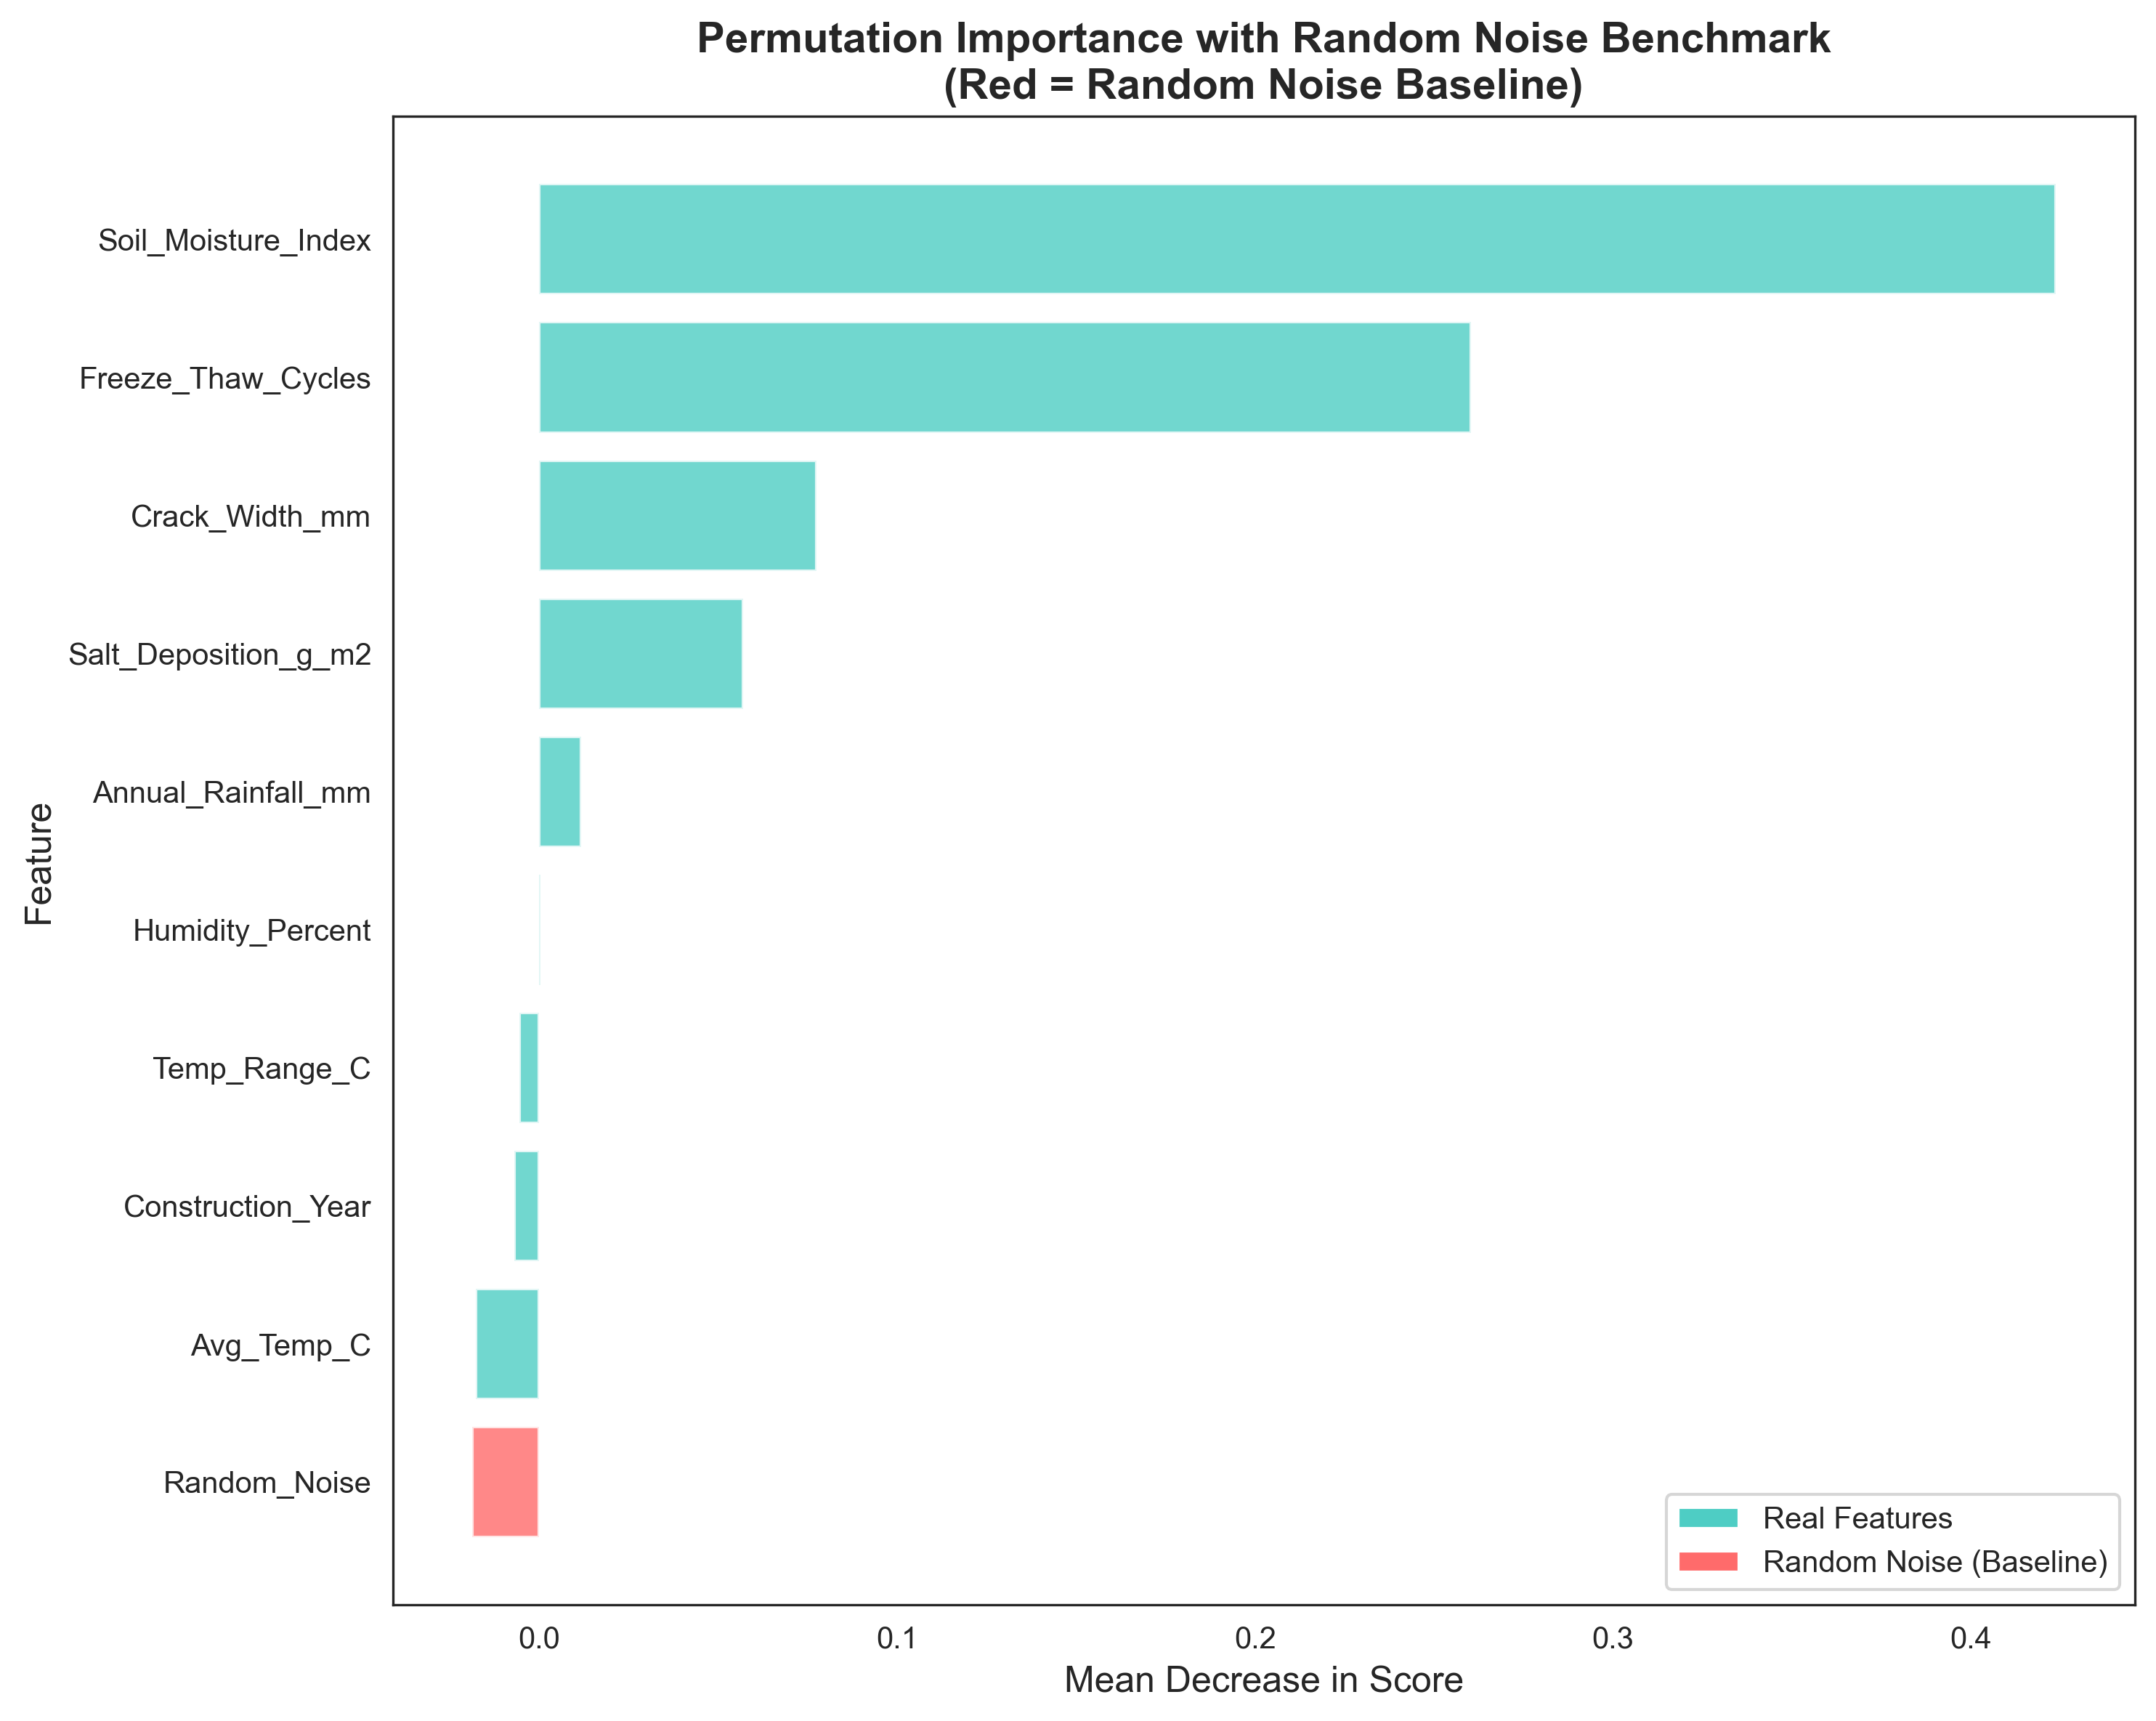 Permutation Importance with Random Noise Benchmark
(Red = Random Noise Baseline)
Feature
Soil_Moisture_Index
Freeze_Thaw_Cycles
Crack_Width_mm
Salt_Deposition_g_m2
Annual_Rainfall_mm
Humidity_Percent
Temp_Range_C
Construction_Year
Avg_Temp_C
Random_Noise
Real Features
Random Noise (Baseline)
0.0 0.1 0.2 0.3 0.4
Mean Decrease in Score